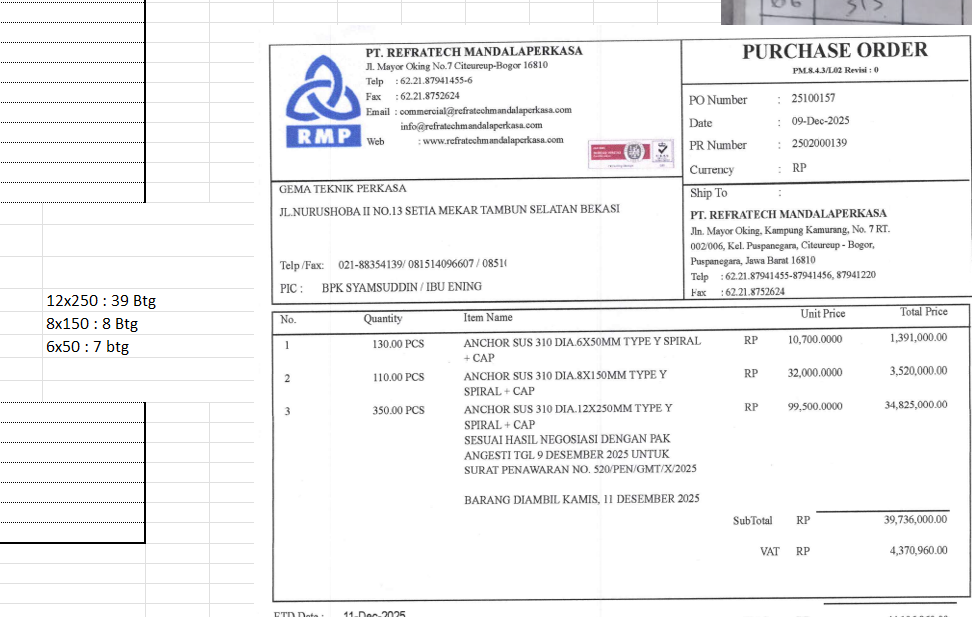 PT. REFRATECH MANDALAPERKASA
Jl. Mayor Oking No.7 Citeureup-Bogor 16810
Telp : 62.21.87941455-6
Fax : 62.21.8752624
Email : commercial@refratechmandalaperkasa.com
info@refratechmandalaperkasa.com
Web : www.refratechmandalaperkasa.com
RMP
PURCHASE ORDER
PM.8.4.3/L02 Revisi : 0
PO Number : 25100157
Date : 09-Dec-2025
PR Number : 2502000139
Currency : RP
GEMA TEKNIK PERKASA
JL.NURUSHOBA II NO.13 SETIA MEKAR TAMBUN SELATAN BEKASI
Telp /Fax: 021-88354139/ 081514096607 / 0851
PIC : BPK SYAMSUDDIN / IBU ENING
Ship To :
PT. REFRATECH MANDALAPERKASA
Jln. Mayor Oking, Kampung Kamurang, No. 7 RT.
002/006, Kel. Puspanegara, Citeureup - Bogor,
Puspanegara, Jawa Barat 16810
Telp : 62.21.87941455-87941456, 87941220
Fax : 62.21.8752624
12x250 : 39 Btg
8x150 : 8 Btg
6x50 : 7 btg
No. Quantity Item Name Unit Price Total Price
1 130.00 PCS ANCHOR SUS 310 DIA.6X50MM TYPE Y SPIRAL RP 10,700.0000 1,391,000.00
+ CAP
2 110.00 PCS ANCHOR SUS 310 DIA.8X150MM TYPE Y RP 32,000.0000 3,520,000.00
SPIRAL + CAP
3 350.00 PCS ANCHOR SUS 310 DIA.12X250MM TYPE Y RP 99,500.0000 34,825,000.00
SPIRAL + CAP
SESUAI HASIL NEGOSIASI DENGAN PAK
ANGESTI TGL 9 DESEMBER 2025 UNTUK
SURAT PENAWARAN NO. 520/PEN/GMT/X/2025
BARANG DIAMBIL KAMIS, 11 DESEMBER 2025
SubTotal RP 39,736,000.00
VAT RP 4,370,960.00
ETD Date : 11-Dec-2025